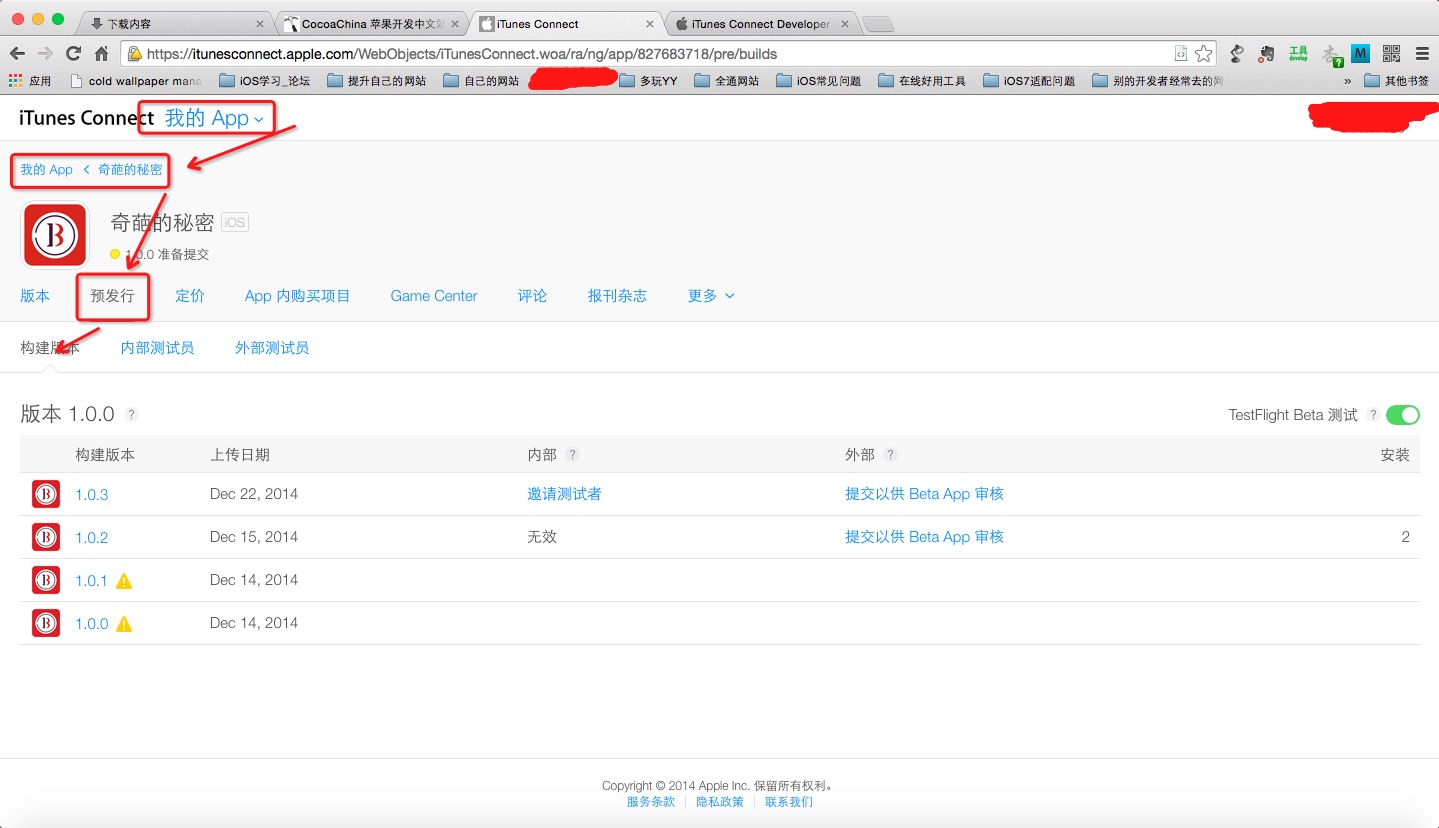 下载内容
CocoaChina 苹果开发中文站
iTunes Connect
iTunes Connect Developer
https://itunesconnect.apple.com/WebObjects/iTunesConnect.woa/ra/ng/app/827683718/pre/builds
工具
develop
M
应用
cold wallpaper mana
iOS学习_论坛
提升自己的网站
自己的网站
多玩YY
全通网站
iOS常见问题
在线好用工具
iOS7适配问题
别的开发者经常去的网
»
其他书签
iTunes Connect 我的 App
我的 App < 奇葩的秘密
B
奇葩的秘密 iOS
1.0.0 准备提交
版本 预发行 定价 App 内购买项目 Game Center 评论 报刊杂志 更多
构建版本 内部测试员 外部测试员
版本 1.0.0 ? TestFlight Beta 测试 ?
构建版本 上传日期 内部 ? 外部 ? 安装
B 1.0.3 Dec 22, 2014 邀请测试者 提交以供 Beta App 审核
B 1.0.2 Dec 15, 2014 无效 提交以供 Beta App 审核 2
B 1.0.1 Dec 14, 2014
B 1.0.0 Dec 14, 2014
Copyright © 2014 Apple Inc. 保留所有权利。
服务条款 隐私政策 联系我们